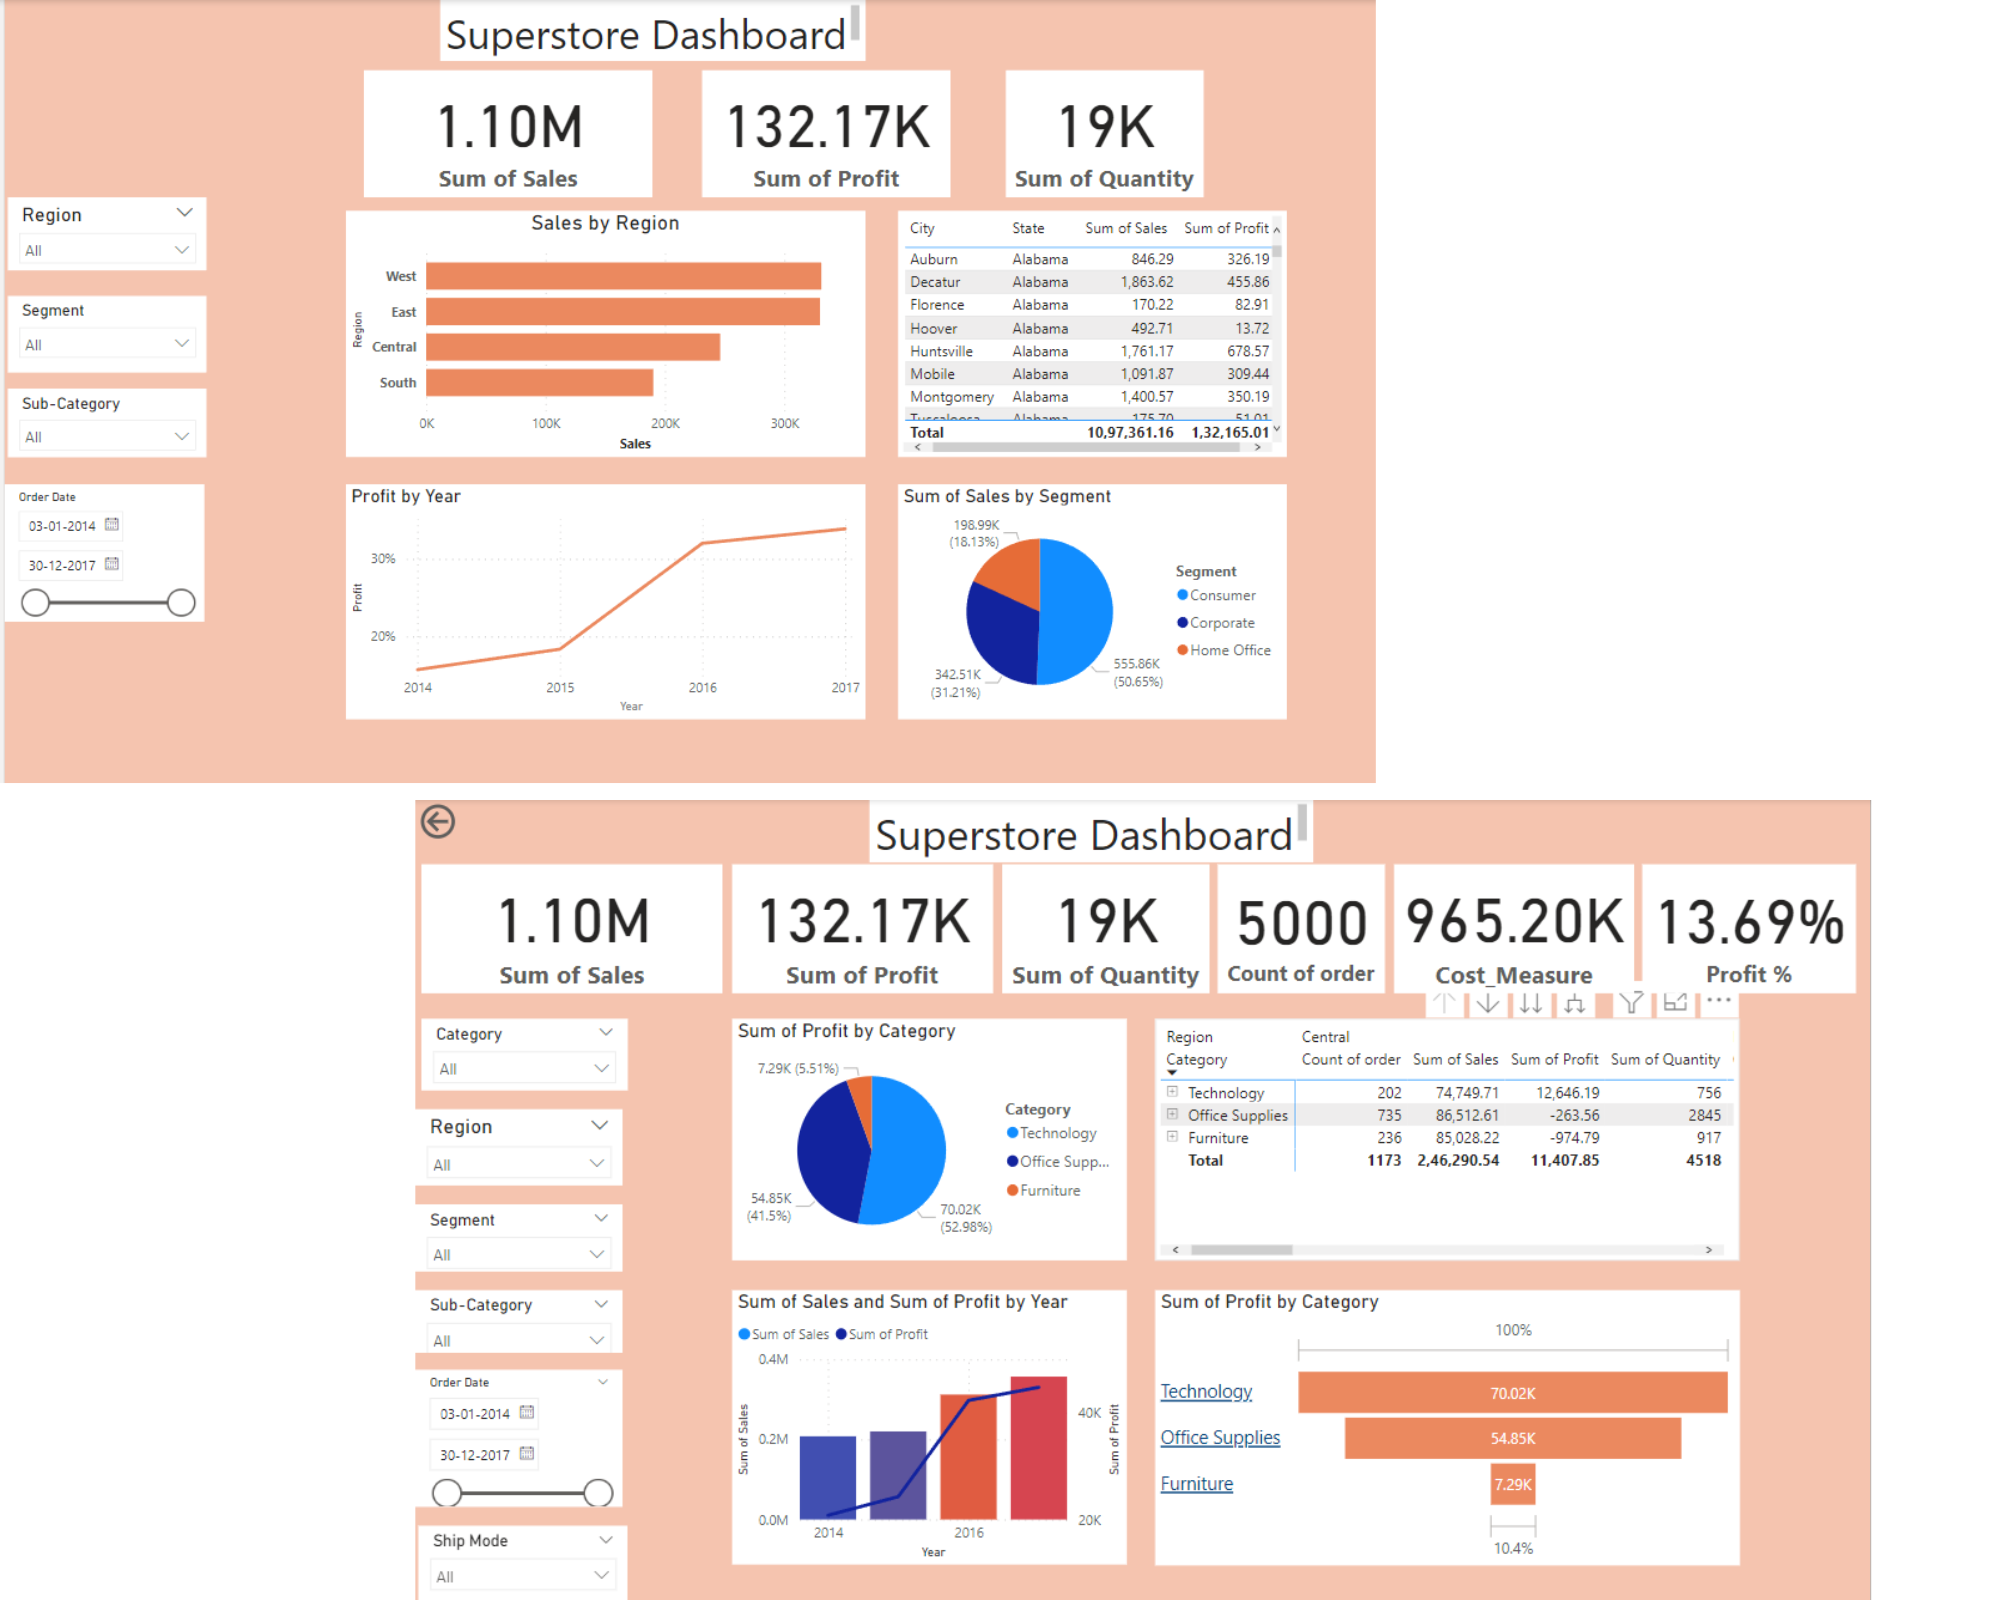 Superstore Dashboard
1.10M
Sum of Sales
132.17K
Sum of Profit
19K
Sum of Quantity
Region
All
Segment
All
Sub-Category
All
Order Date
03-01-2014
30-12-2017
Sales by Region
Region
West
East
Central
South
0K 100K 200K 300K
Sales
City State Sum of Sales Sum of Profit
Auburn Alabama 846.29 326.19
Decatur Alabama 1,863.62 455.86
Florence Alabama 170.22 82.91
Hoover Alabama 492.71 13.72
Huntsville Alabama 1,761.17 678.57
Mobile Alabama 1,091.87 309.44
Montgomery Alabama 1,400.57 350.19
Tuscaloosa Alabama 175.70 51.01
Total 10,97,361.16 1,32,165.01
Profit by Year
Profit
30%
20%
2014 2015 2016 2017
Year
Sum of Sales by Segment
198.99K
(18.13%)
342.51K
(31.21%)
555.86K
(50.65%)
Segment
Consumer
Corporate
Home Office
Superstore Dashboard
1.10M
Sum of Sales
132.17K
Sum of Profit
19K
Sum of Quantity
5000
Count of order
965.20K
Cost_Measure
13.69%
Profit %
Category
All
Region
All
Segment
All
Sub-Category
All
Order Date
03-01-2014
30-12-2017
Ship Mode
All
Sum of Profit by Category
7.29K (5.51%)
54.85K
(41.5%)
70.02K
(52.98%)
Category
Technology
Office Supp...
Furniture
Region Central
Category Count of order Sum of Sales Sum of Profit Sum of Quantity
Technology 202 74,749.71 12,646.19 756
Office Supplies 735 86,512.61 -263.56 2845
Furniture 236 85,028.22 -974.79 917
Total 1173 2,46,290.54 11,407.85 4518
Sum of Sales and Sum of Profit by Year
Sum of Sales Sum of Profit
Sum of Sales
0.4M
0.2M
0.0M
40K
20K
Sum of Profit
2014 2016
Year
Sum of Profit by Category
100%
Technology 70.02K
Office Supplies 54.85K
Furniture 7.29K
10.4%